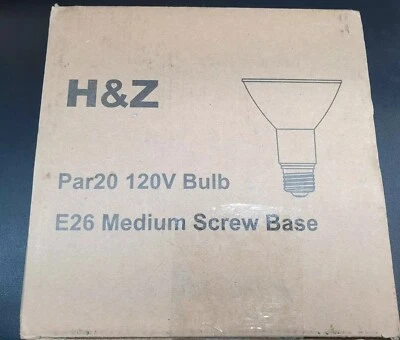 H&Z
Par20 120V Bulb
E26 Medium Screw Base